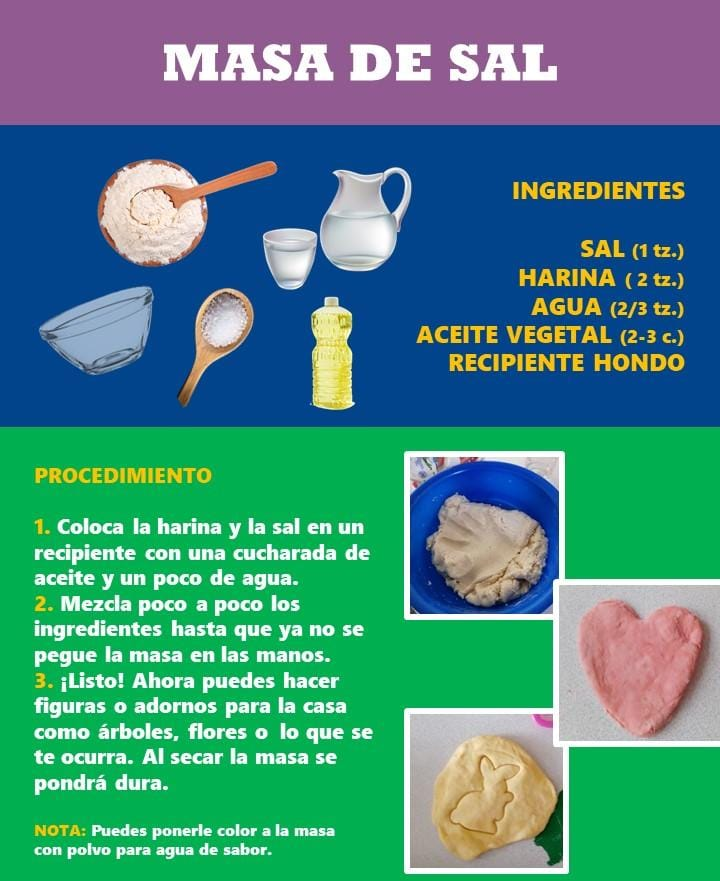 MASA DE SAL
INGREDIENTES
SAL (1 tz.)
HARINA ( 2 tz.)
AGUA (2/3 tz.)
ACEITE VEGETAL (2-3 c.)
RECIPIENTE HONDO
PROCEDIMIENTO
1. Coloca la harina y la sal en un
recipiente con una cucharada de
aceite y un poco de agua.
2. Mezcla poco a poco los
ingredientes hasta que ya no se
pegue la masa en las manos.
3. ¡Listo! Ahora puedes hacer
figuras o adornos para la casa
como árboles, flores o lo que se
te ocurra. Al secar la masa se
pondrá dura.
NOTA: Puedes ponerle color a la masa
con polvo para agua de sabor.